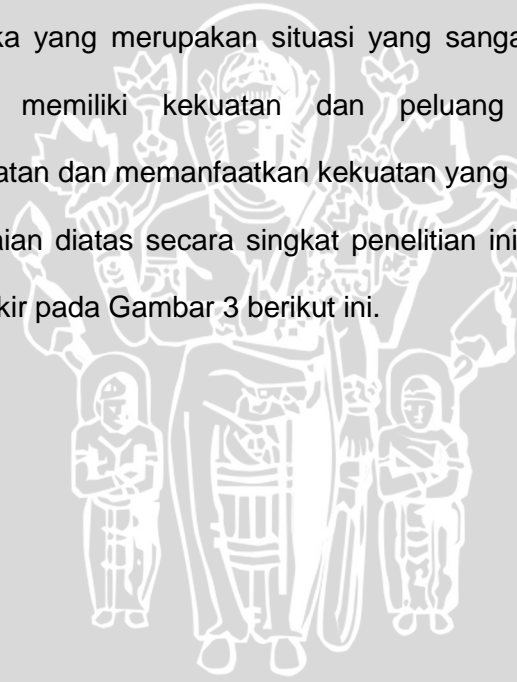 ka yang merupakan situasi yang sanga
memiliki kekuatan dan peluang
atan dan memanfaatkan kekuatan yang
aian diatas secara singkat penelitian ini
kir pada Gambar 3 berikut ini.